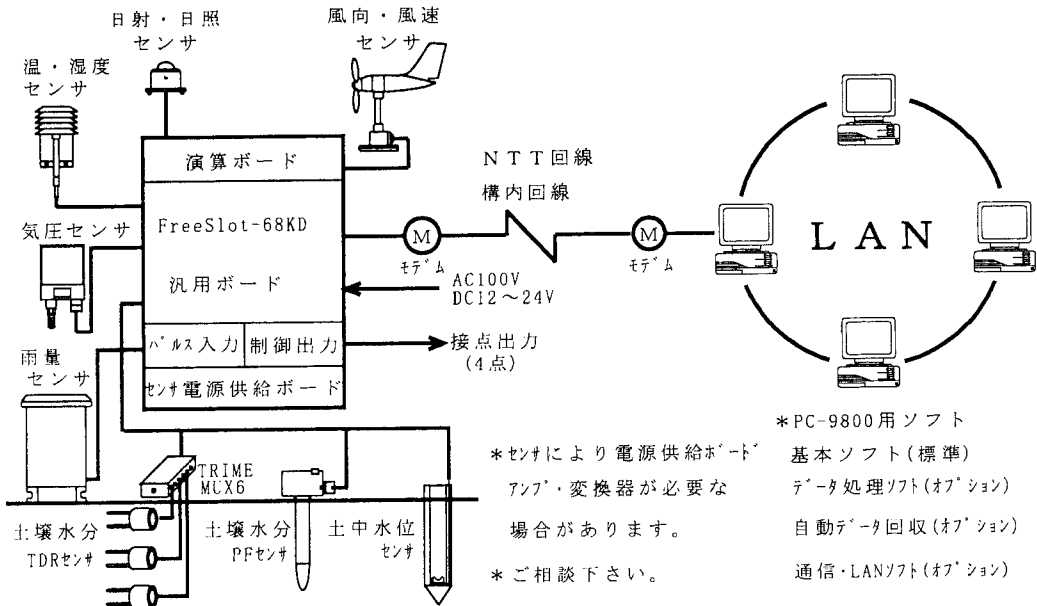 日射・日照
センサ
風向・風速
センサ
温・湿度
センサ
演算ボード
FreeSlot-68KD
汎用ボード
パルス入力
制御出力
センサ電源供給ボード
気圧センサ
雨量
センサ
NTT回線
構内回線
M
モデム
M
モデム
LAN
AC100V
DC12～24V
接点出力
(4点)
TRIME
MUX6
土壌水分
TDRセンサ
土壌水分
PFセンサ
土中水位
センサ
*センサにより電源供給ボード
アンプ・変換器が必要な
場合があります。
*ご相談下さい。
*PC-9800用ソフト
基本ソフト(標準)
データ処理ソフト(オプション)
自動データ回収(オプション)
通信・LANソフト(オプション)